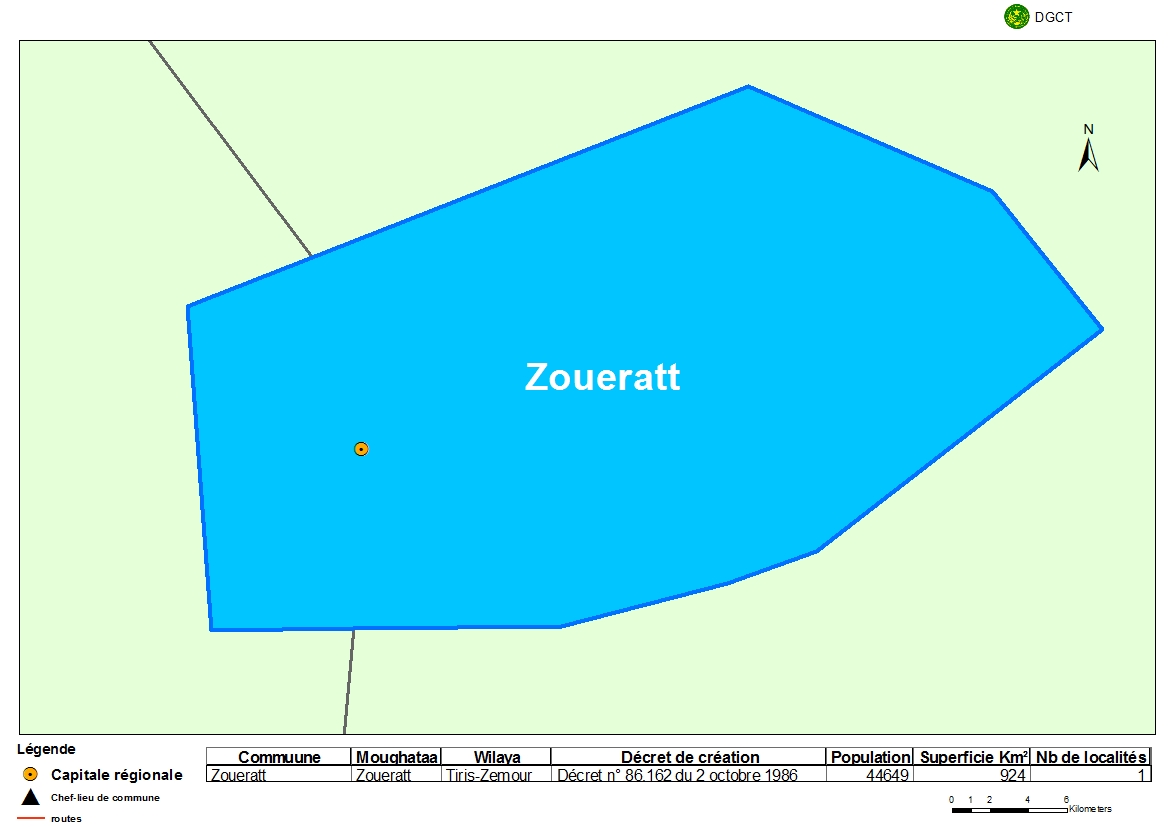 DGCT
N
Zoueratt
Légende
Capitale régionale
Chef-lieu de commune
routes
Commuune Moughataa Wilaya Décret de création Population Superficie Km² Nb de localités
Zoueratt Zoueratt Tiris-Zemour Décret n° 86.162 du 2 octobre 1986 44649 924 1
0 1 2 4 6
Kilometers